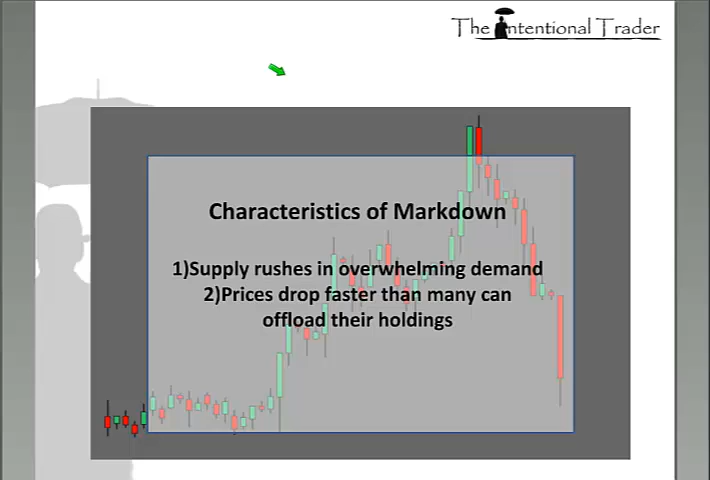 The Intentional Trader
Characteristics of Markdown
1)Supply rushes in overwhelming demand
2)Prices drop faster than many can
offload their holdings